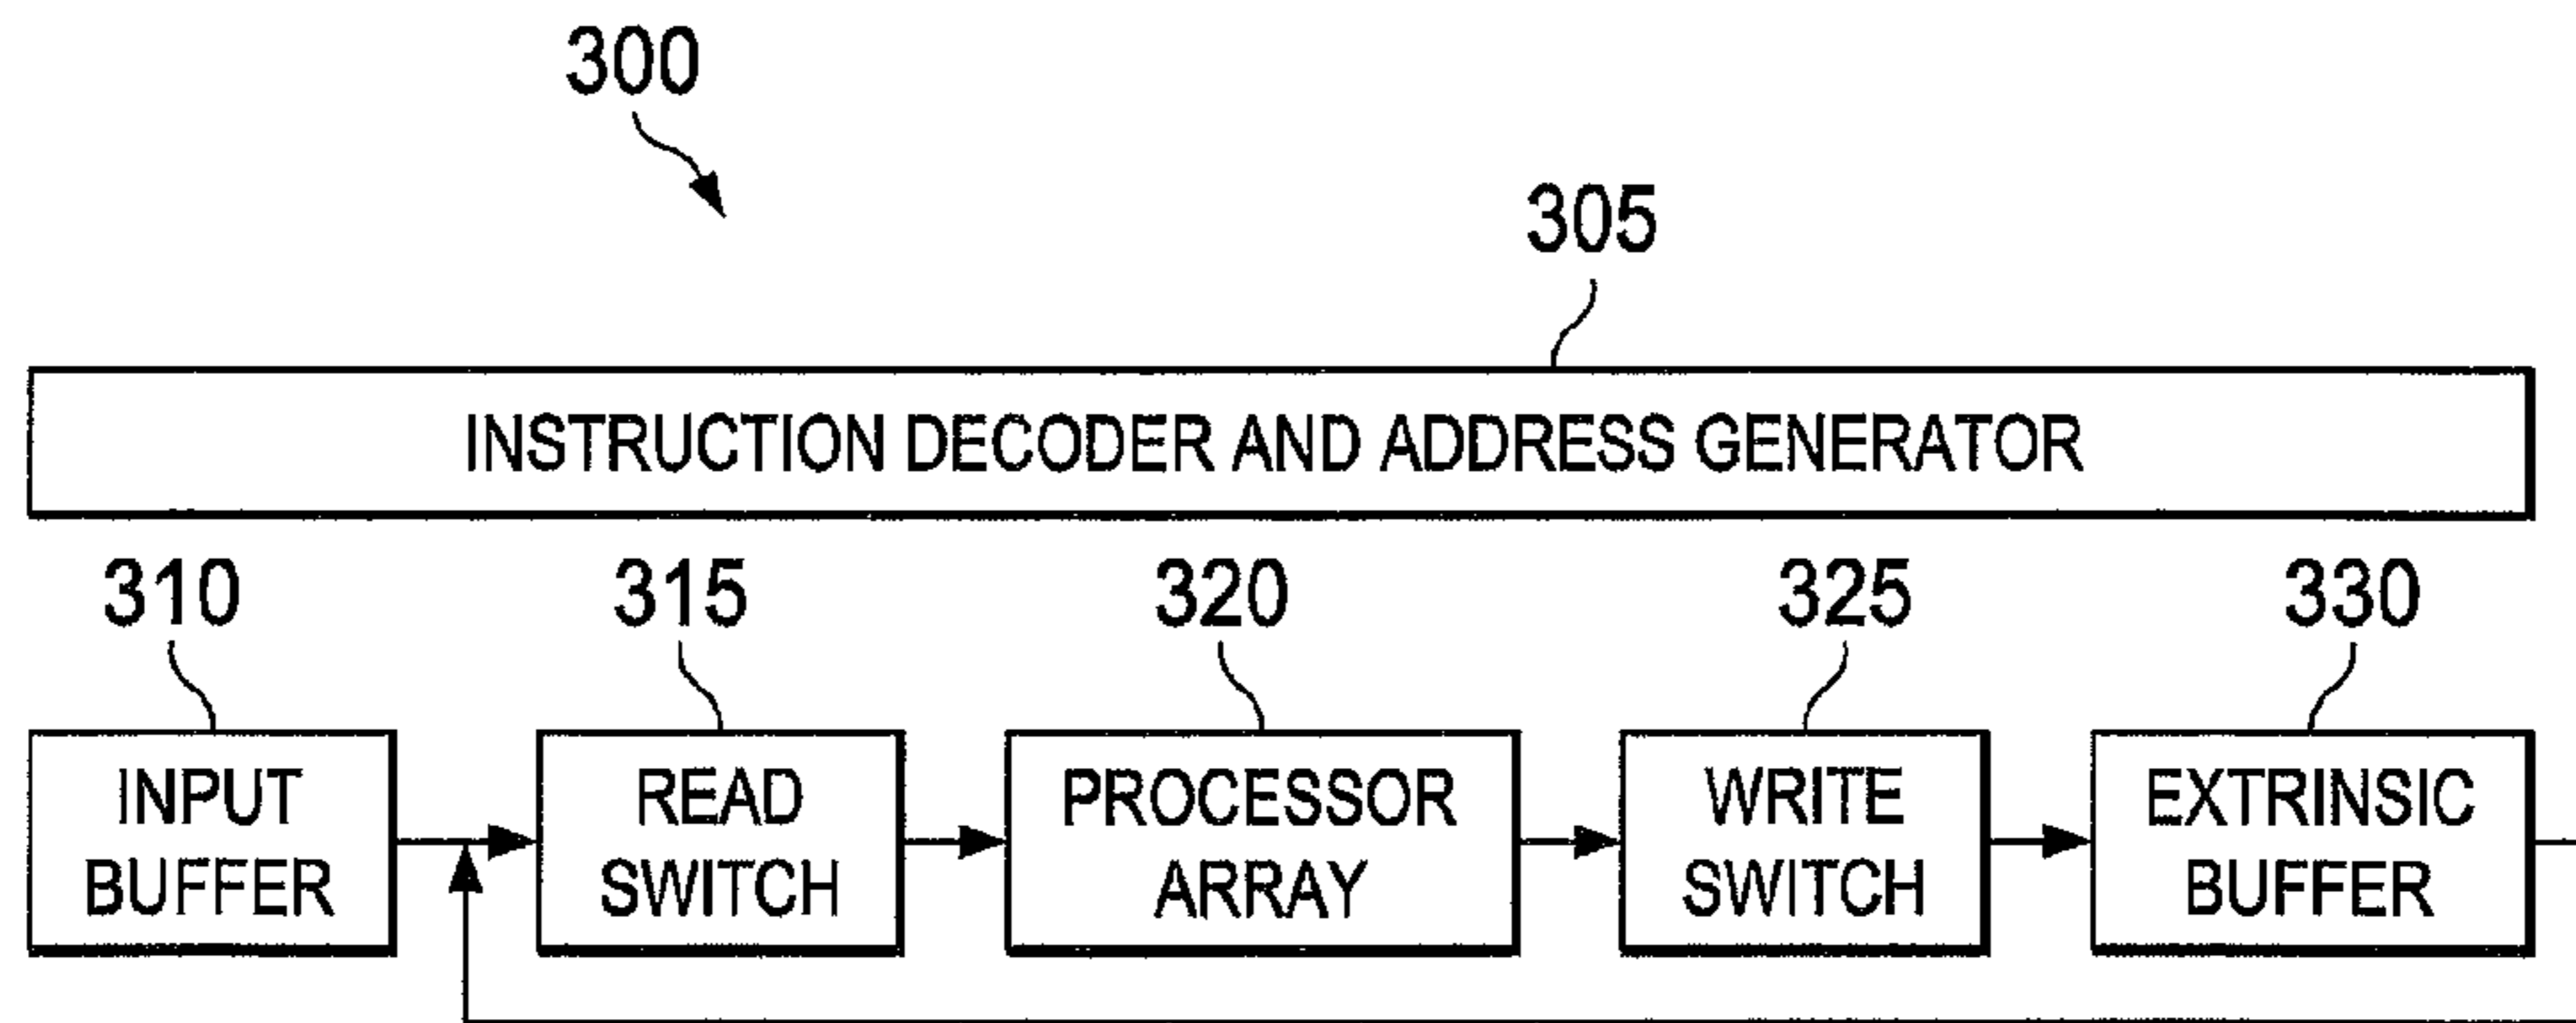 300
305
INSTRUCTION DECODER AND ADDRESS GENERATOR
310
315
320
325
330
INPUT
BUFFER
READ
SWITCH
PROCESSOR
ARRAY
WRITE
SWITCH
EXTRINSIC
BUFFER